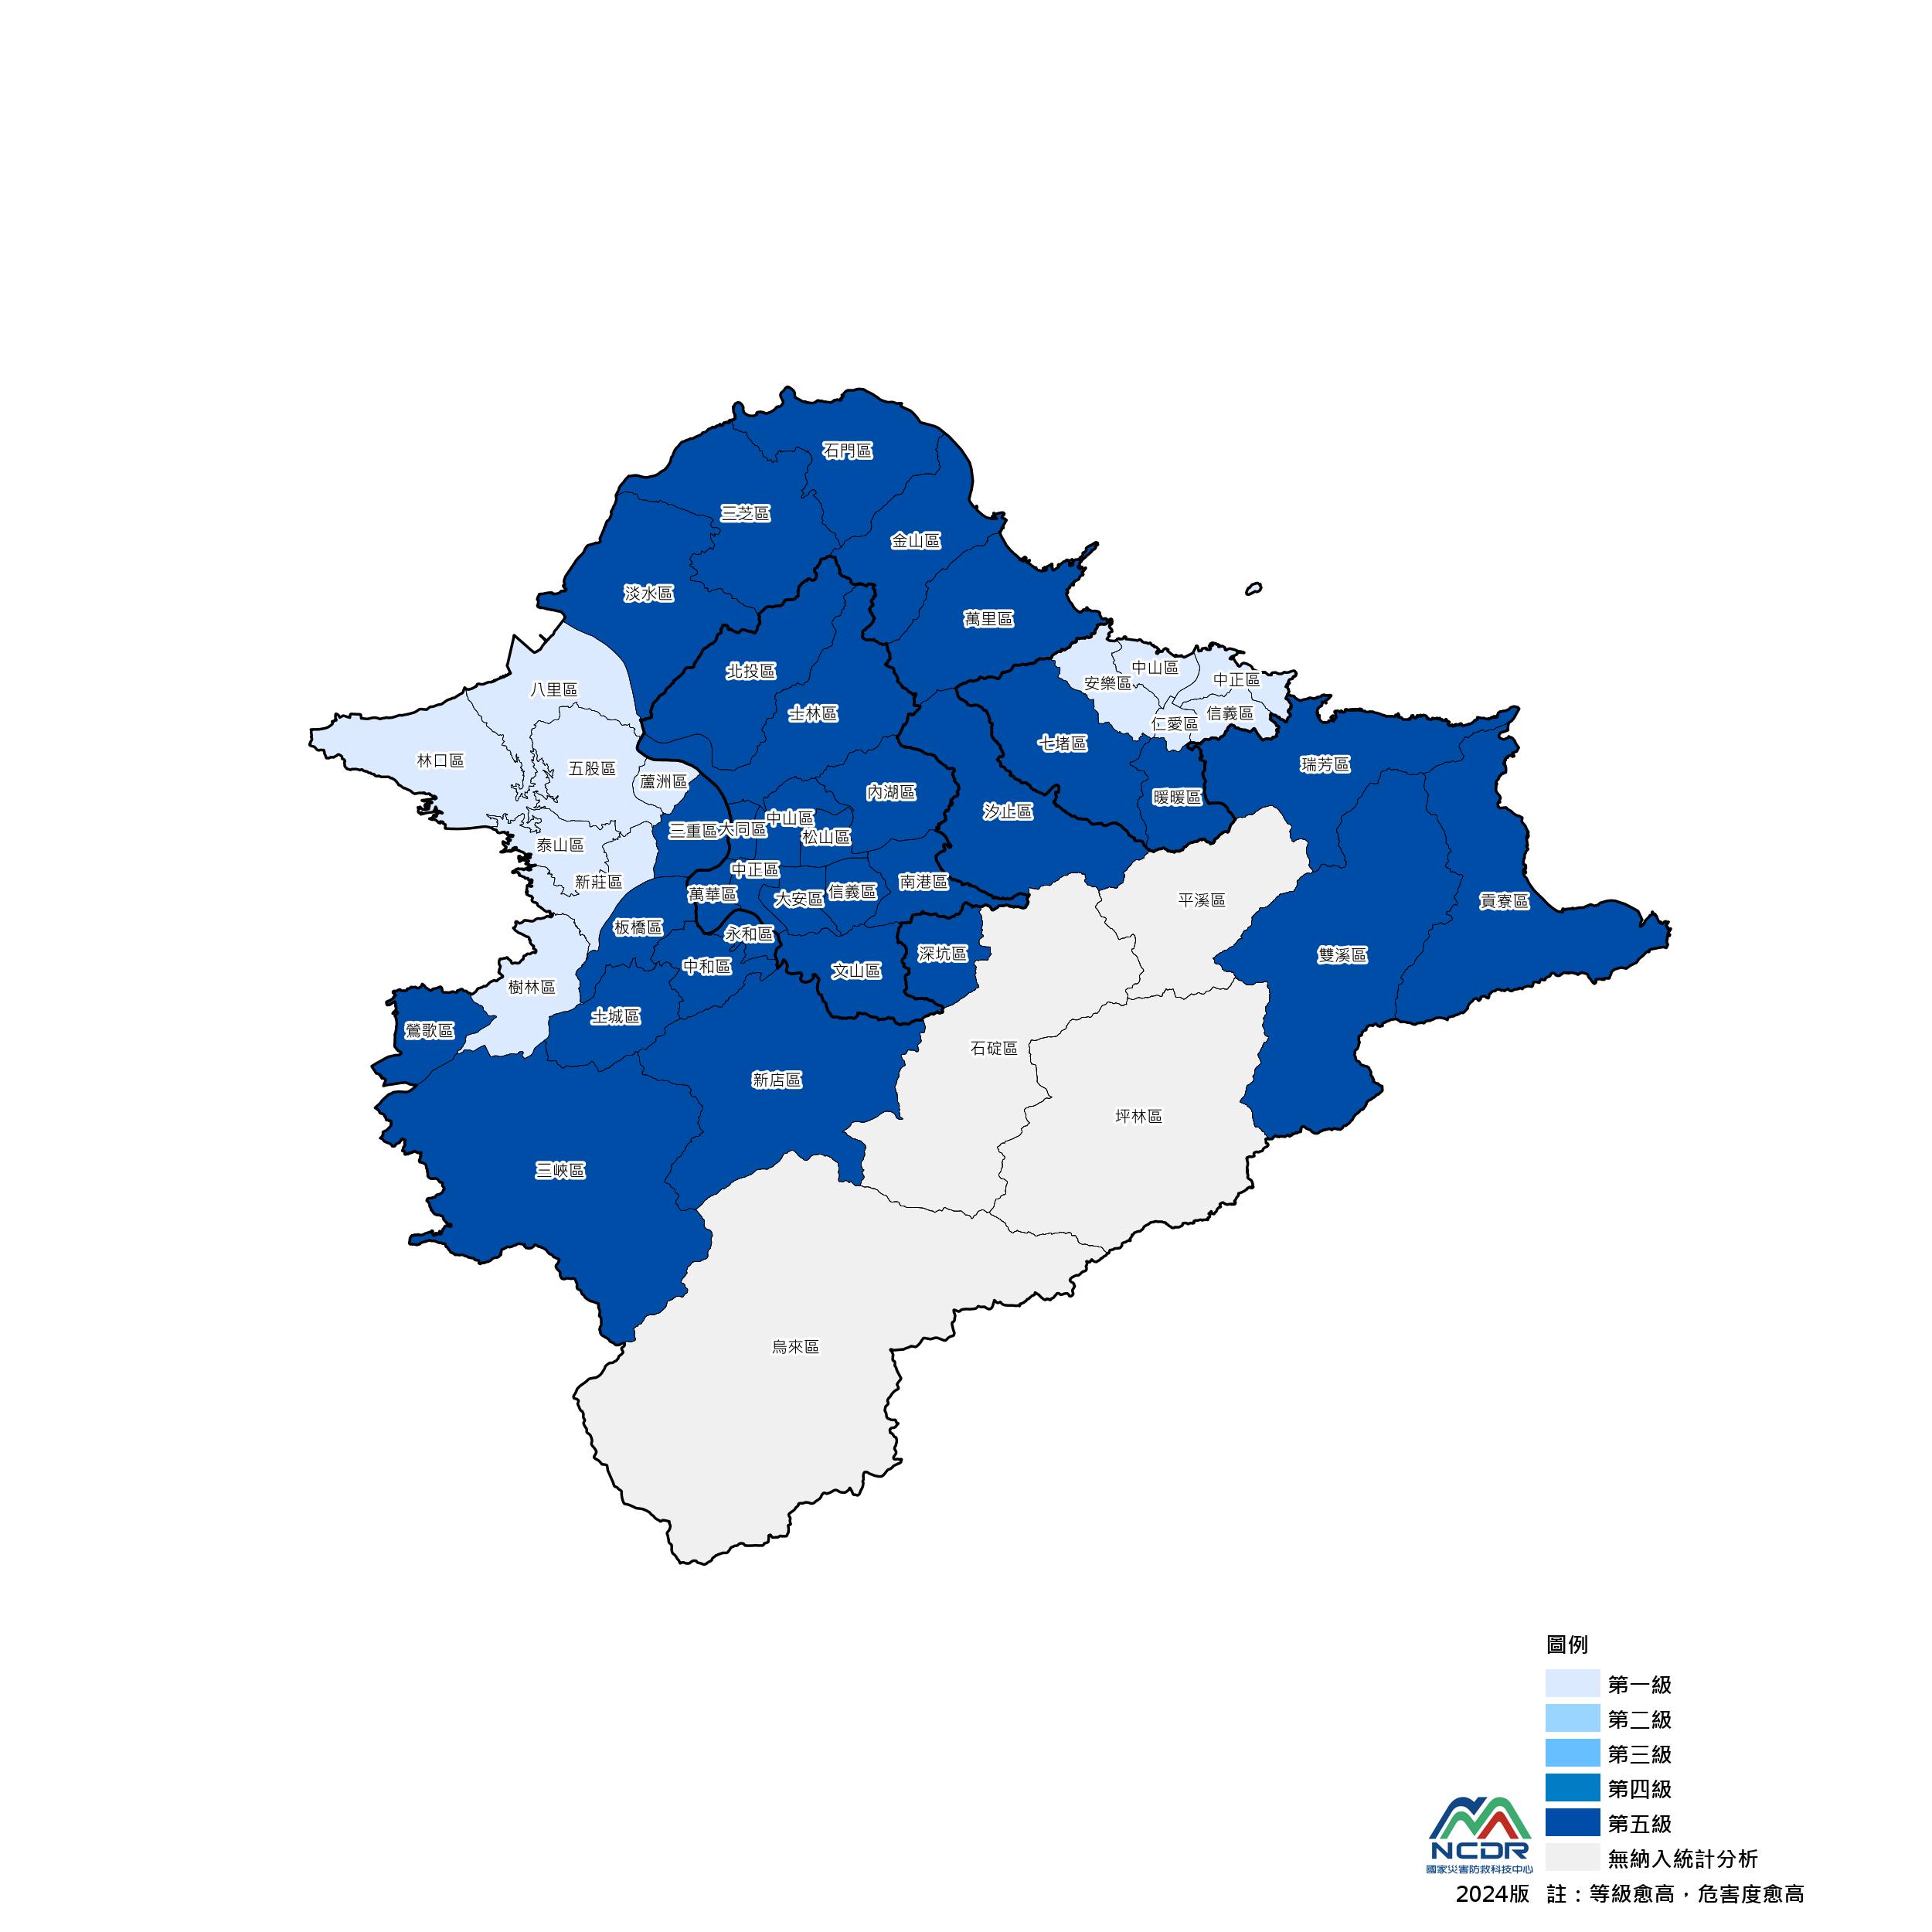 石門區
三芝區
金山區
淡水區
萬里區
北投區
中山區
中正區
安樂區
八里區
士林區
信義區
仁愛區
七堵區
林口區
五股區
瑞芳區
蘆洲區
內湖區
暖暖區
汐止區
中山區
三重區
大同區
松山區
泰山區
中正區
新莊區
萬華區
大安區
信義區
南港區
平溪區
貢寮區
板橋區
永和區
深坑區
雙溪區
中和區
文山區
樹林區
土城區
鶯歌區
石碇區
新店區
坪林區
三峽區
烏來區
圖例
第一級
第二級
第三級
第四級
第五級
無納入統計分析
NCDR
國家災害防救科技中心
2024版 註：等級愈高，危害度愈高